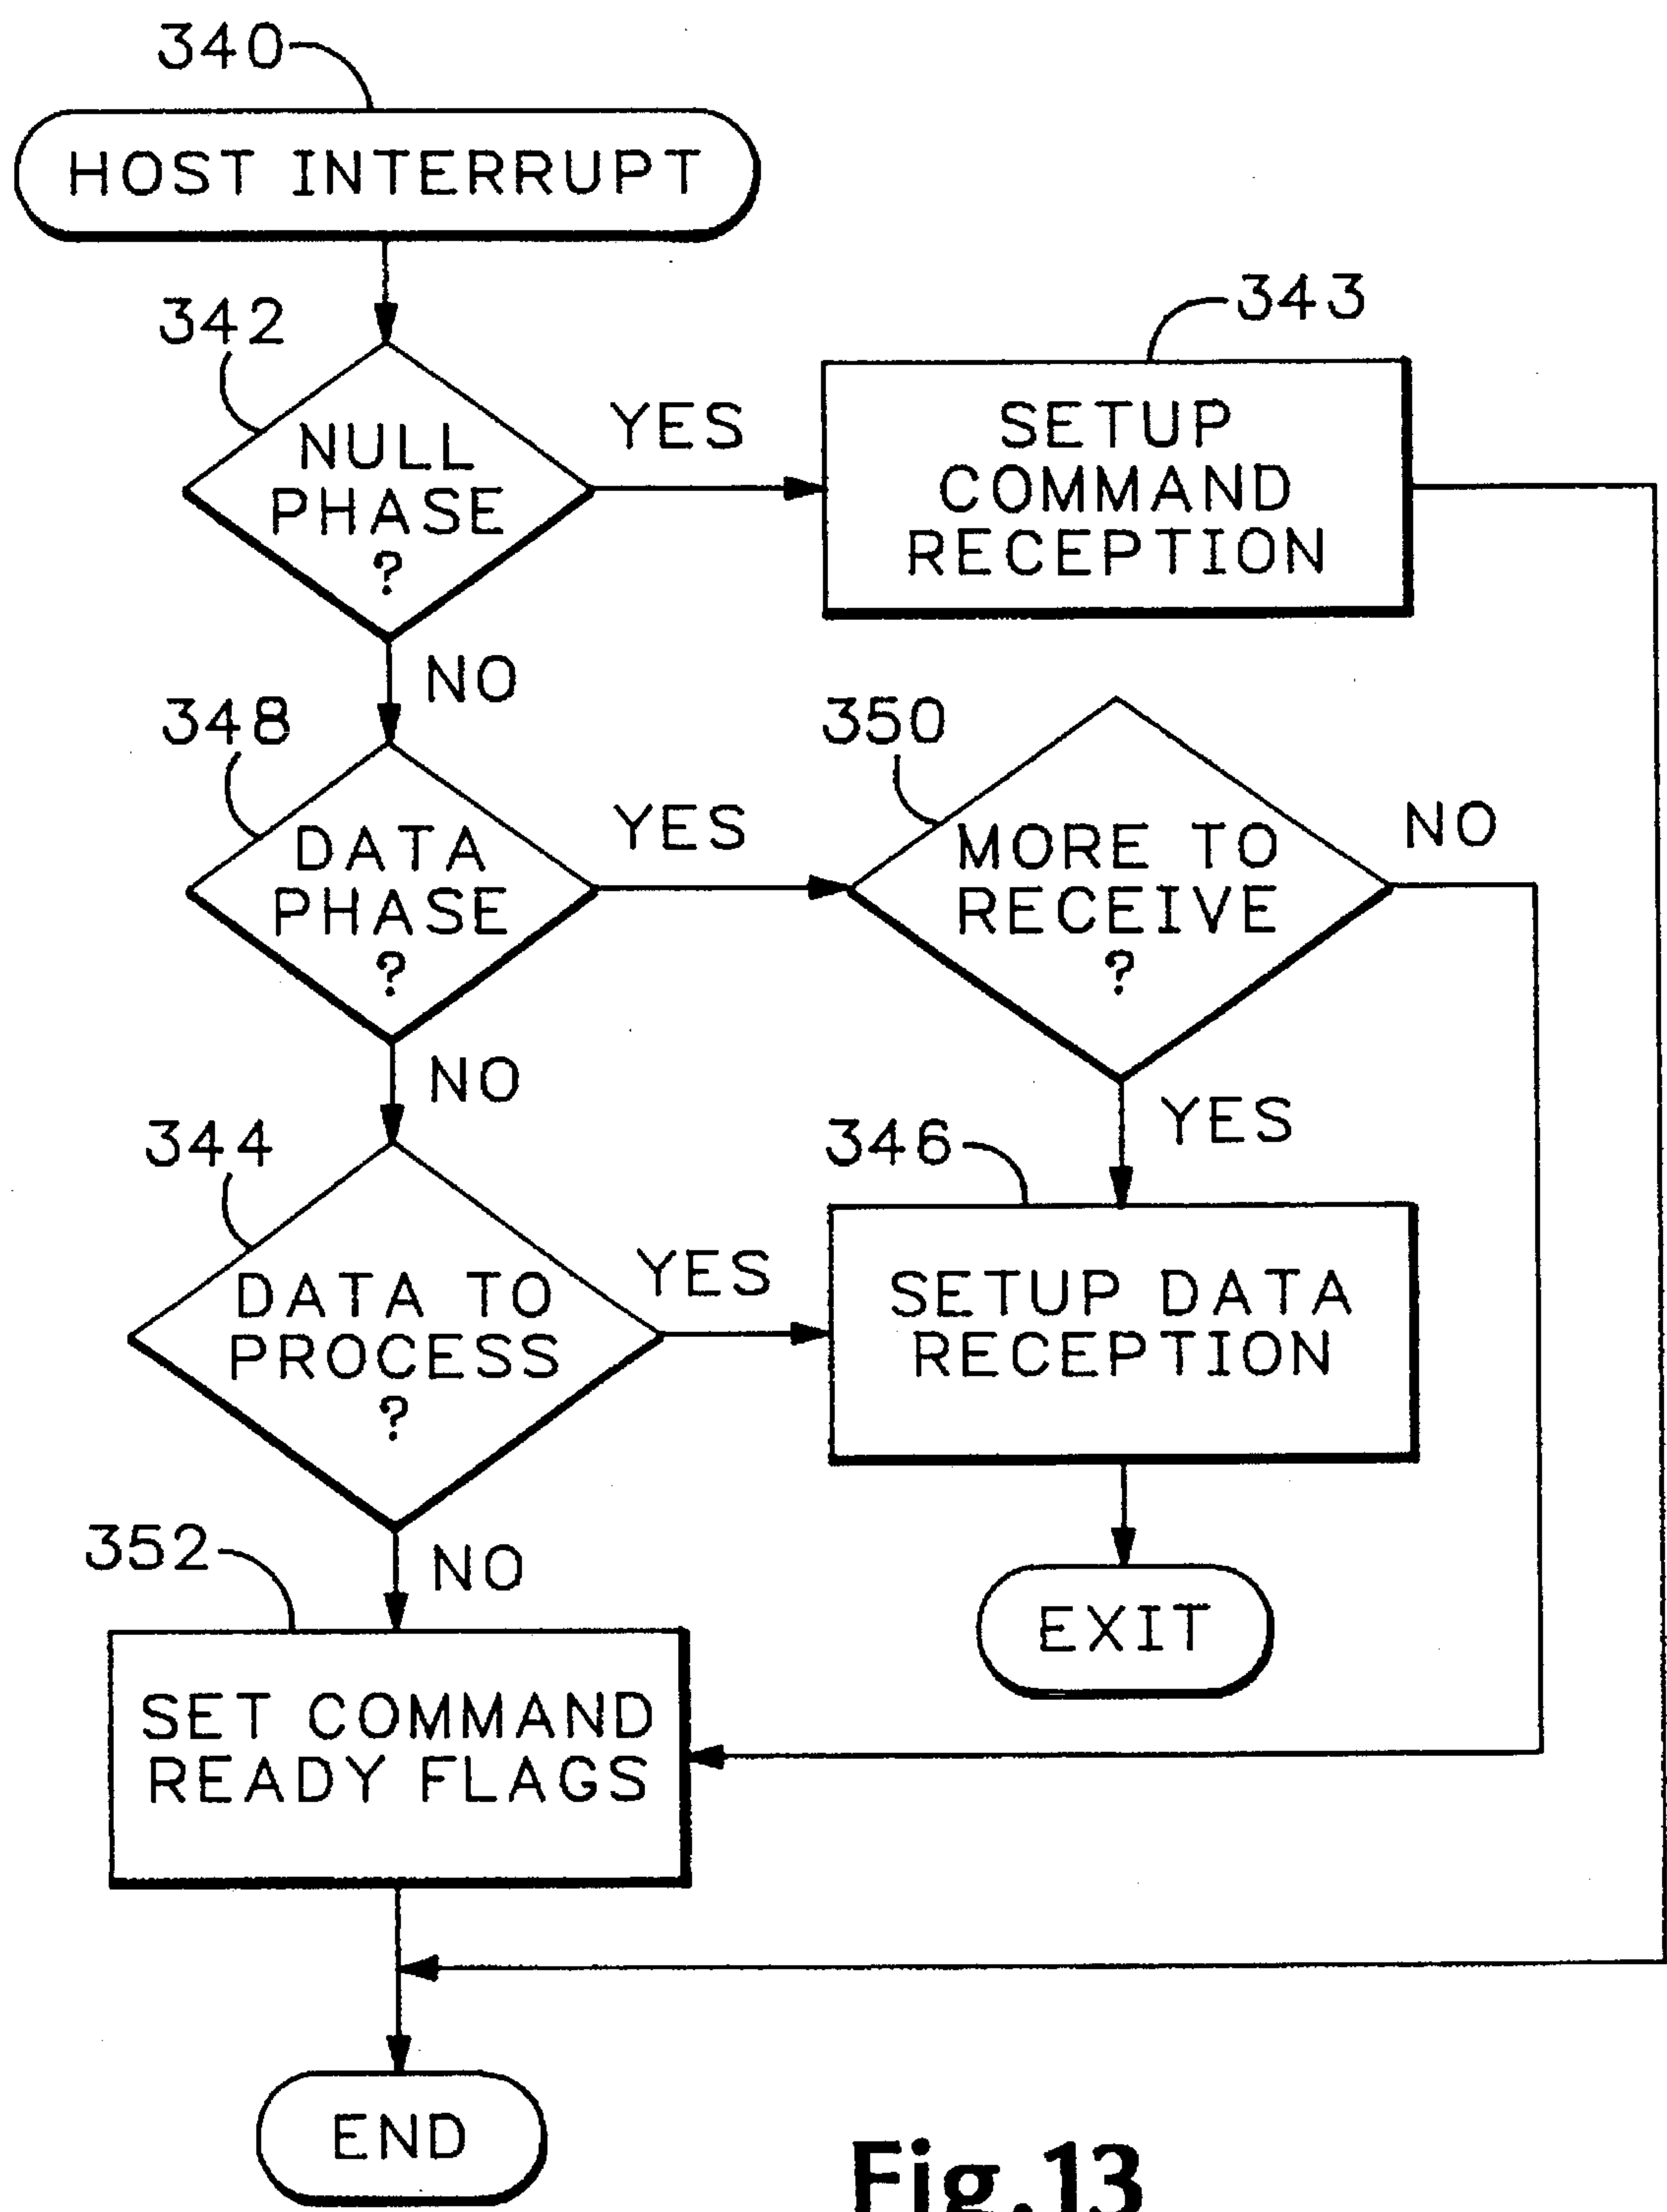 340
HOST INTERRUPT
342
NULL
PHASE
?
YES
343
SETUP
COMMAND
RECEPTION
NO
348
DATA
PHASE
?
YES
350
MORE TO
RECEIVE
?
NO
NO
YES
344
DATA TO
PROCESS
?
YES
346
SETUP DATA
RECEPTION
NO
EXIT
352
SET COMMAND
READY FLAGS
END
Fig.13